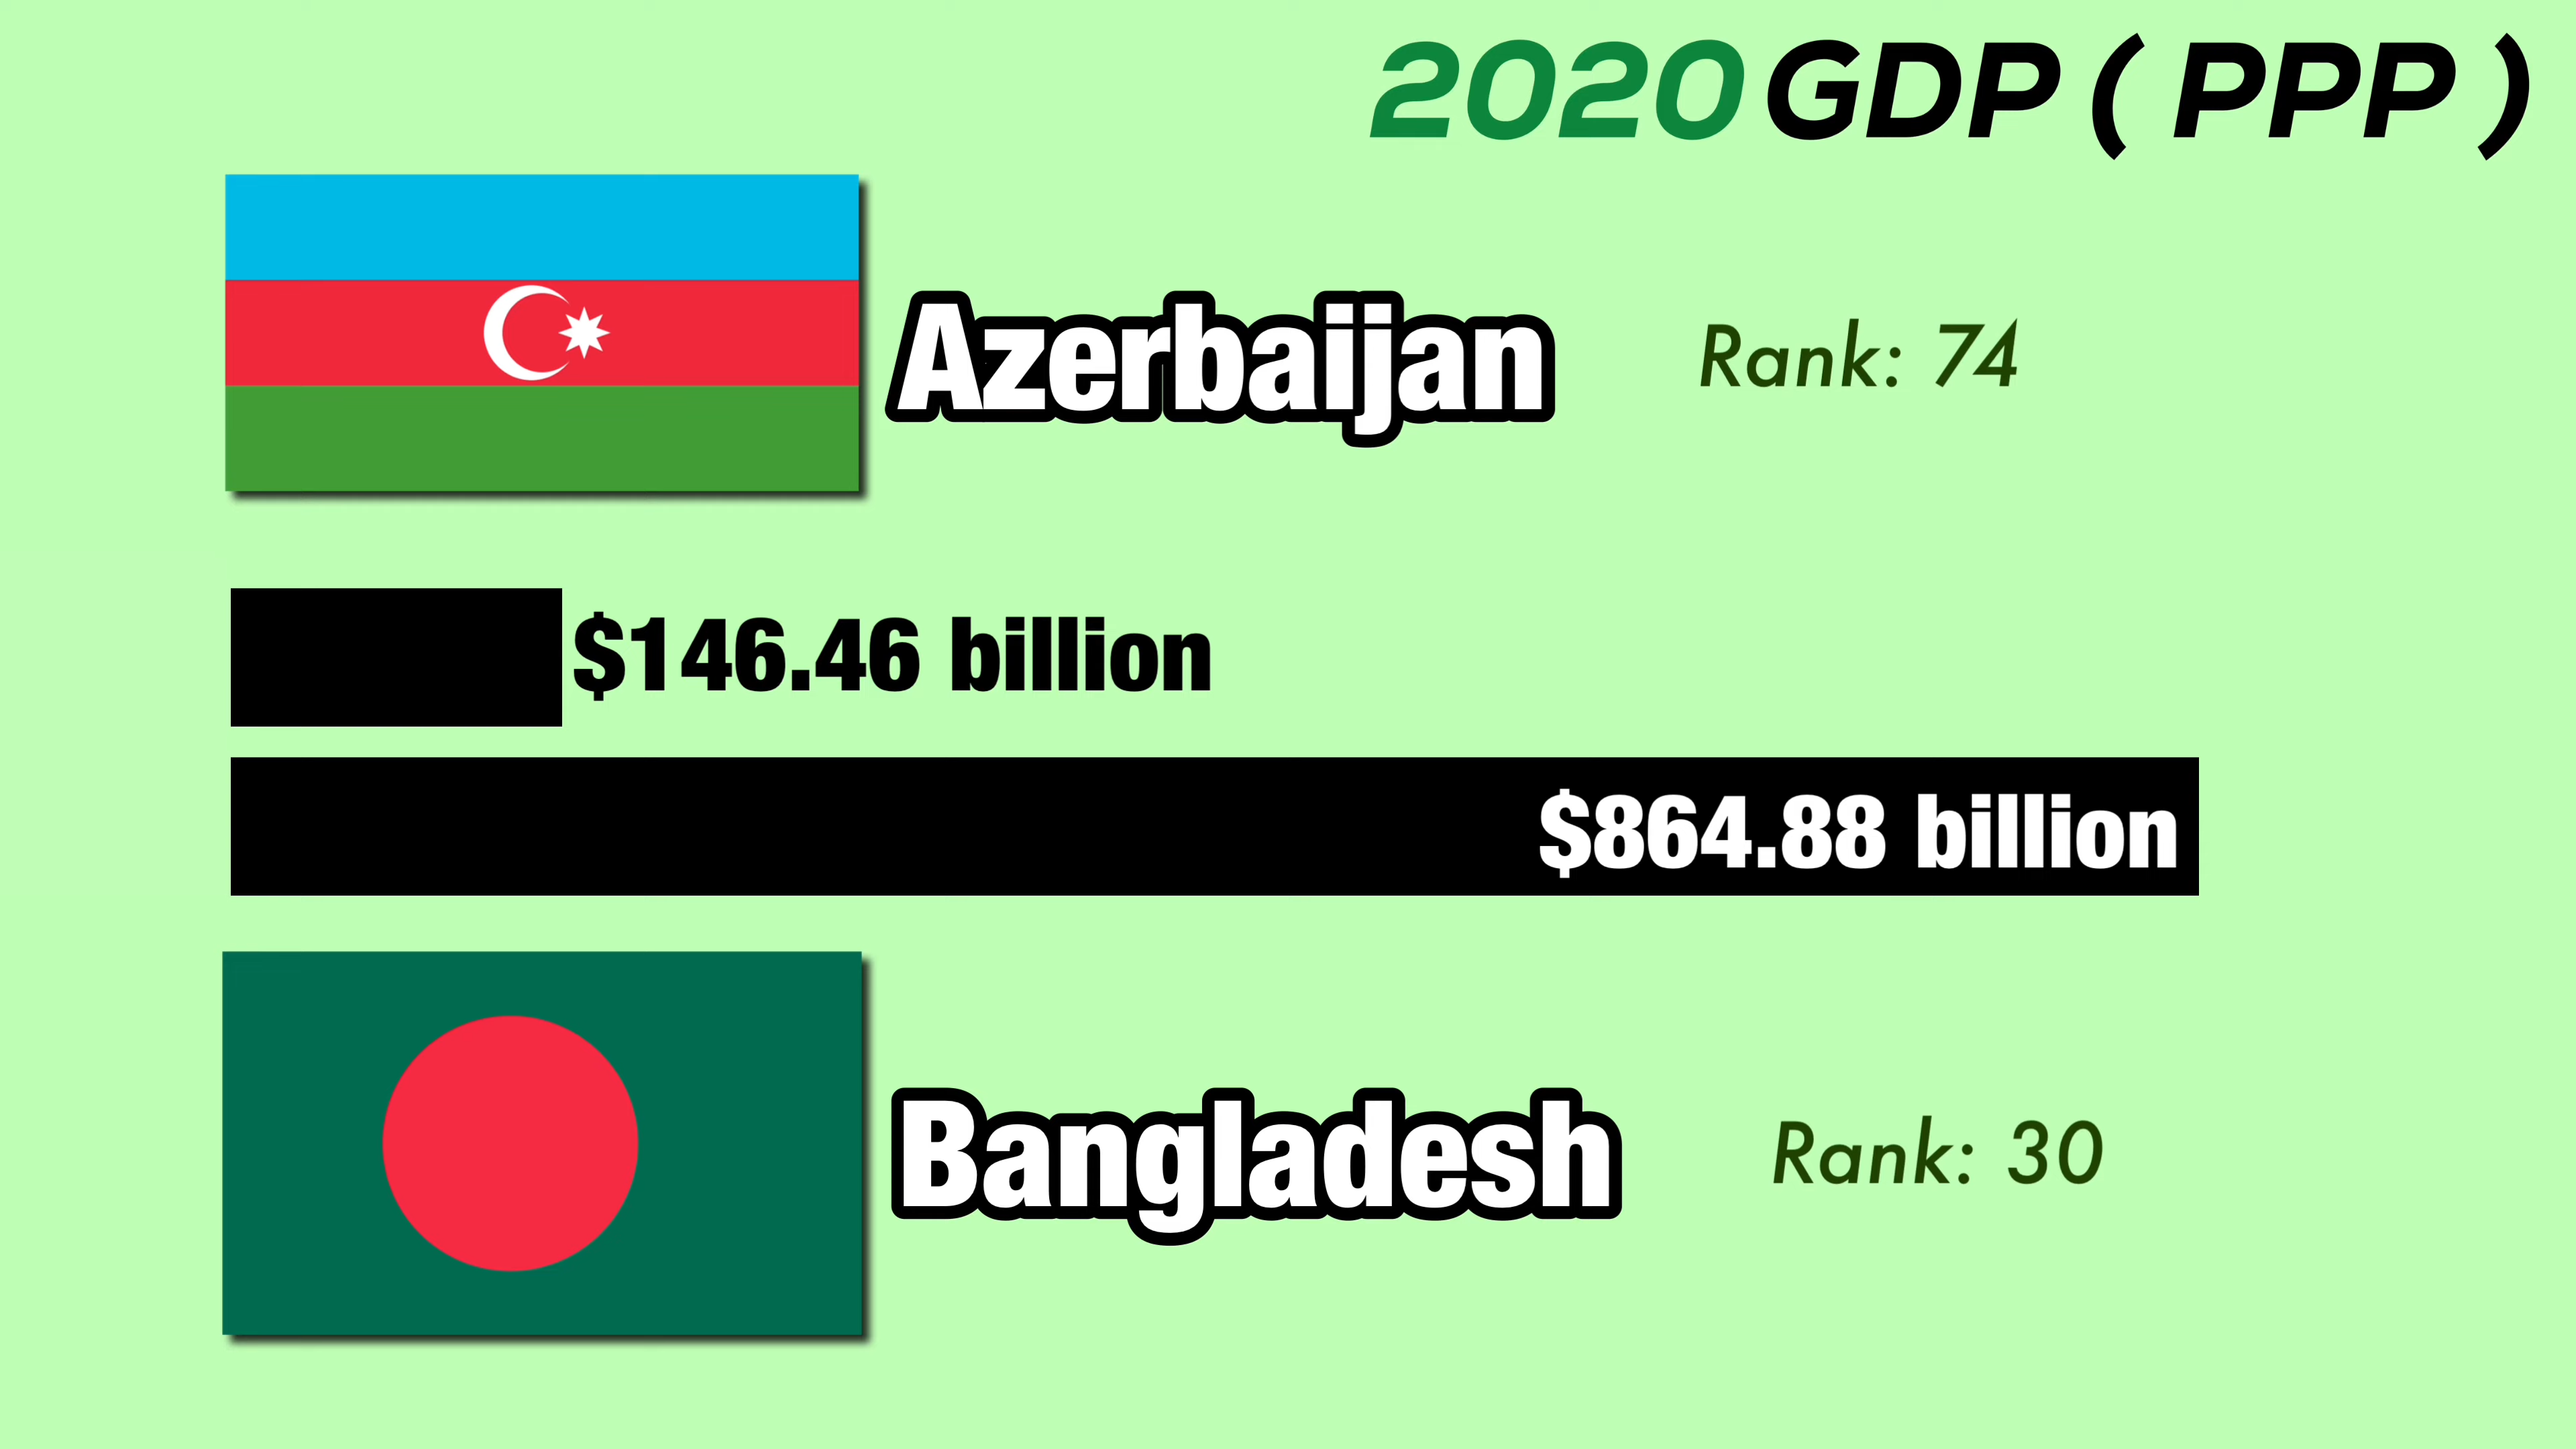 2020 GDP ( PPP )
Azerbaijan
Rank: 74
$146.46 billion
$864.88 billion
Bangladesh
Rank: 30